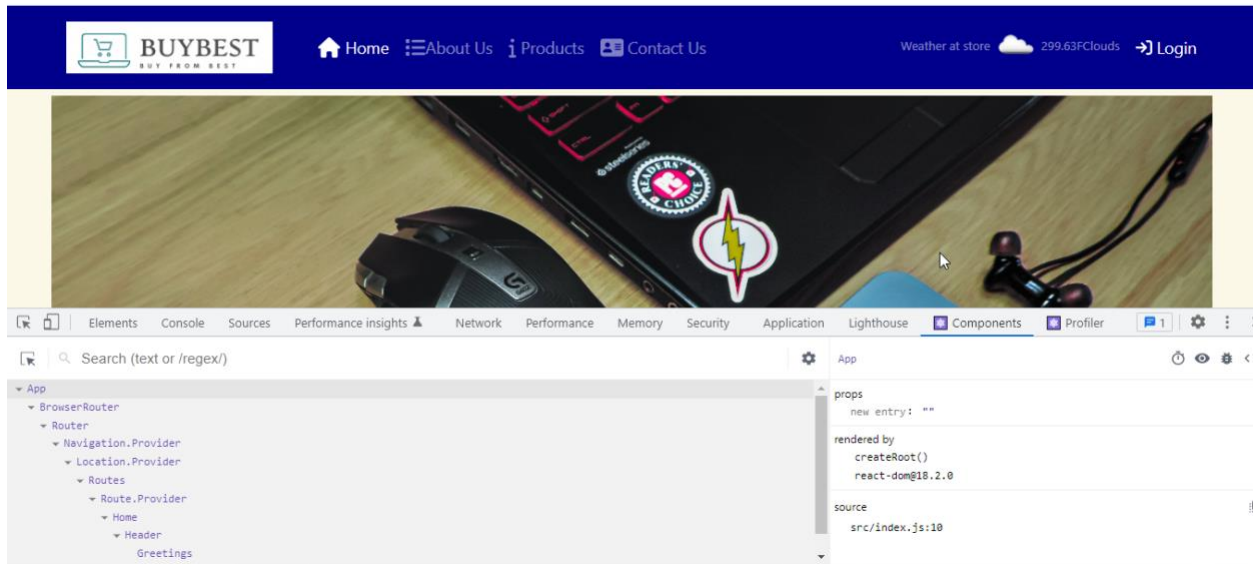 BUYBEST
BUY FROM BEST
Home About Us Products Contact Us
Weather at store 299.63FClouds Login
CTRL
steelseries
READERS' CHOICE
Elements Console Sources Performance insights Network Performance Memory Security Application Lighthouse Components Profiler 1
Search (text or /regex/)
App
App
BrowserRouter
Router
Navigation.Provider
Location.Provider
Routes
Route.Provider
Home
Header
Greetings
props
new entry: ""
rendered by
createRoot()
react-dom@18.2.0
source
src/index.js:10